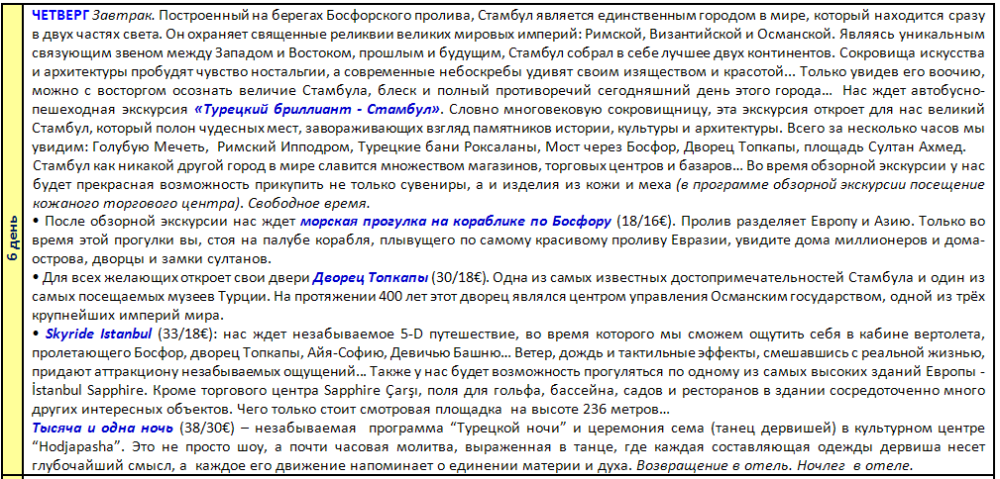 6 день
ЧЕТВЕРГ Завтрак. Построенный на берегах Босфорского пролива, Стамбул является единственным городом в мире, который находится сразу
в двух частях света. Он охраняет священные реликвии великих мировых империй: Римской, Византийской и Османской. Являясь уникальным
связующим звеном между Западом и Востоком, прошлым и будущим, Стамбул собрал в себе лучшее двух континентов. Сокровища искусства
и архитектуры пробудят чувство ностальгии, а современные небоскребы удивят своим изяществом и красотой... Только увидев его воочию,
можно с восторгом осознать величие Стамбула, блеск и полный противоречий сегодняшний день этого города… Нас ждет автобусно-
пешеходная экскурсия «Турецкий бриллиант - Стамбул». Словно многовековую сокровищницу, эта экскурсия откроет для нас великий
Стамбул, который полон чудесных мест, завораживающих взгляд памятников истории, культуры и архитектуры. Всего за несколько часов мы
увидим: Голубую Мечеть, Римский Ипподром, Турецкие бани Роксаланы, Мост через Босфор, Дворец Топкапы, площадь Султан Ахмед.
Стамбул как никакой другой город в мире славится множеством магазинов, торговых центров и базаров… Во время обзорной экскурсии у нас
будет прекрасная возможность прикупить не только сувениры, а и изделия из кожи и меха (в программе обзорной экскурсии посещение
кожаного торгового центра). Свободное время.
• После обзорной экскурсии нас ждет морская прогулка на кораблике по Босфору (18/16€). Пролив разделяет Европу и Азию. Только во
время этой прогулки вы, стоя на палубе корабля, плывущего по самому красивому проливу Евразии, увидите дома миллионеров и дома-
острова, дворцы и замки султанов.
• Для всех желающих откроет свои двери Дворец Топкапы (30/18€). Одна из самых известных достопримечательностей Стамбула и один из
самых посещаемых музеев Турции. На протяжении 400 лет этот дворец являлся центром управления Османским государством, одной из трёх
крупнейших империй мира.
• Skyride Istanbul (33/18€): нас ждет незабываемое 5-D путешествие, во время которого мы сможем ощутить себя в кабине вертолета,
пролетающего Босфор, дворец Топкапы, Айя-Софию, Девичью Башню… Ветер, дождь и тактильные эффекты, смешавшись с реальной жизнью,
придают аттракциону незабываемых ощущений… Также у нас будет возможность прогуляться по одному из самых высоких зданий Европы -
İstanbul Sapphire. Кроме торгового центра Sapphire Çarşı, поля для гольфа, бассейна, садов и ресторанов в здании сосредоточенно много
других интересных объектов. Чего только стоит смотровая площадка на высоте 236 метров…
Тысяча и одна ночь (38/30€) – незабываемая программа “Турецкой ночи” и церемония сема (танец дервишей) в культурном центре
“Hodjapasha”. Это не просто шоу, а почти часовая молитва, выраженная в танце, где каждая составляющая одежды дервиша несет
глубочайший смысл, а каждое его движение напоминает о единении материи и духа. Возвращение в отель. Ночлег в отеле.